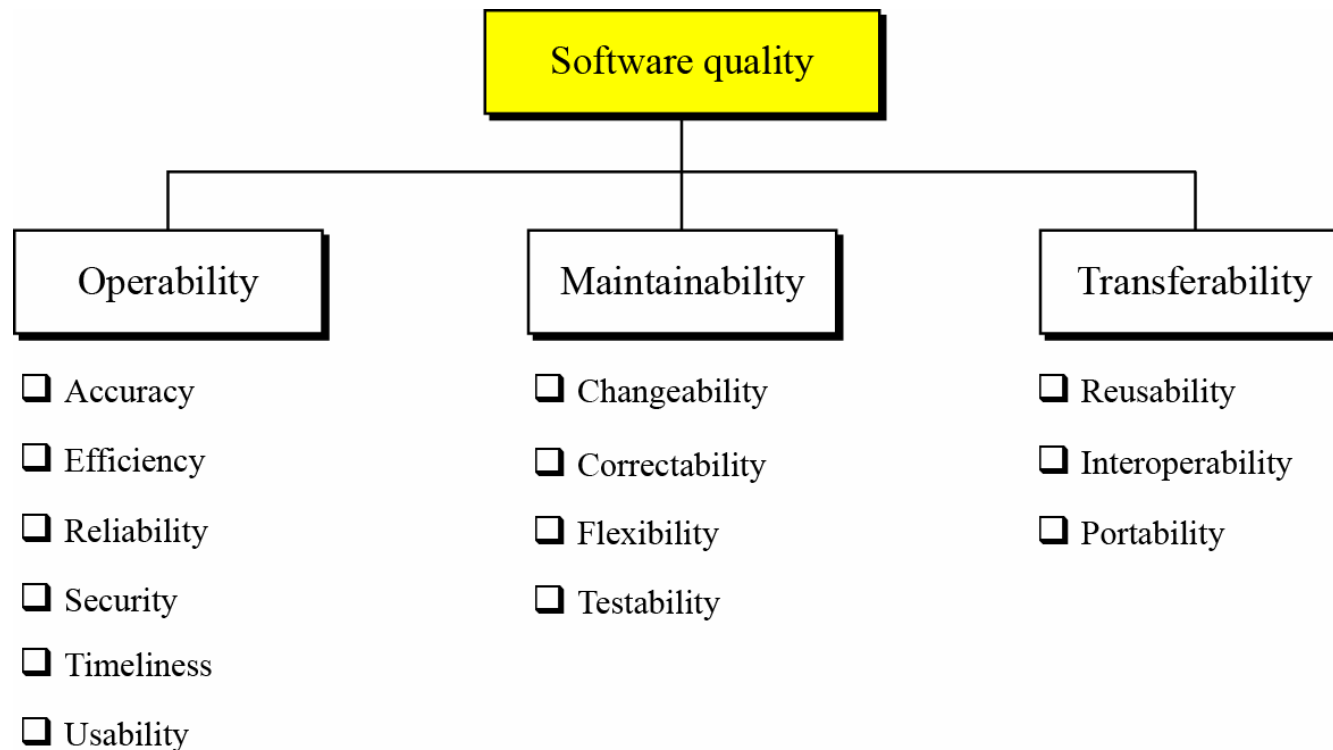 Software quality
Operability
Maintainability
Transferability
Accuracy
Efficiency
Reliability
Security
Timeliness
Usability
Changeability
Correctability
Flexibility
Testability
Reusability
Interoperability
Portability